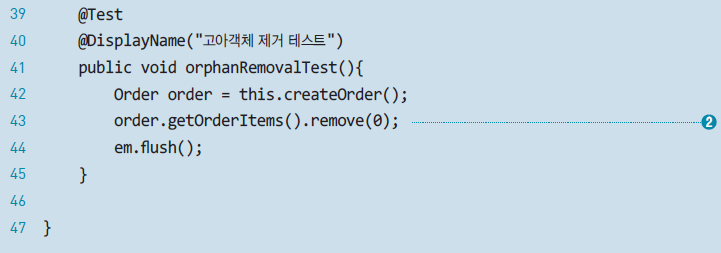 39 @Test
40 @DisplayName("고아객체 제거 테스트")
41 public void orphanRemovalTest(){
42 Order order = this.createOrder();
43 order.getOrderItems().remove(0); 2
44 em.flush();
45 }
46
47 }